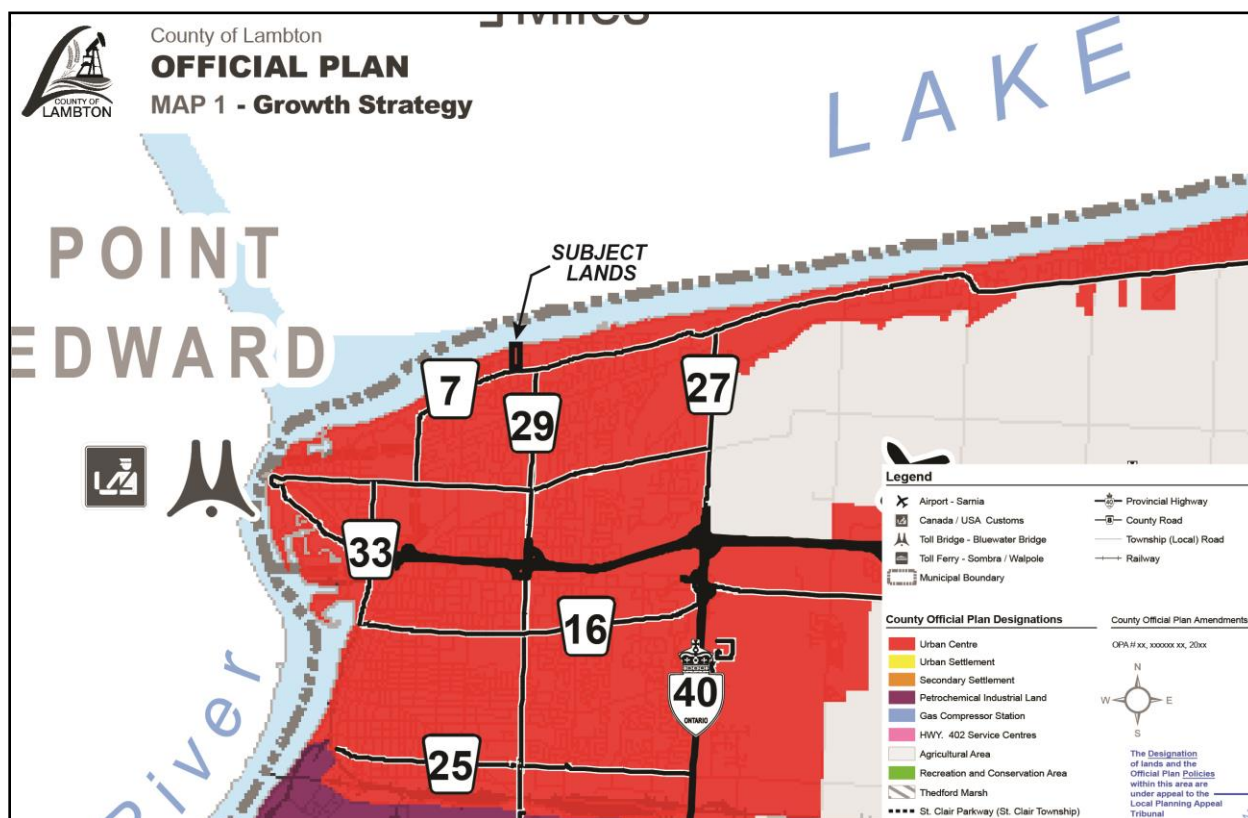 Miles
COUNTY OF
LAMBTON
County of Lambton
OFFICIAL PLAN
MAP 1 - Growth Strategy
LAKE
POINT
EDWARD
SUBJECT
LANDS
7
29
27
33
16
40
ONTARIO
25
River
Legend
Airport - Sarnia
Canada / USA Customs
Toll Bridge - Bluewater Bridge
Toll Ferry - Sombra / Walpole
Municipal Boundary
40 Provincial Highway
8 County Road
Township (Local) Road
Railway
County Official Plan Designations
Urban Centre
Urban Settlement
Secondary Settlement
Petrochemical Industrial Land
Gas Compressor Station
HWY. 402 Service Centres
Agricultural Area
Recreation and Conservation Area
Thedford Marsh
St. Clair Parkway (St. Clair Township)
County Official Plan Amendments
OPA # xx, xxxxxx xx, 20xx
N
W E
S
The Designation
of lands and the
Official Plan Policies
within this area are
under appeal to the
Local Planning Appeal
Tribunal